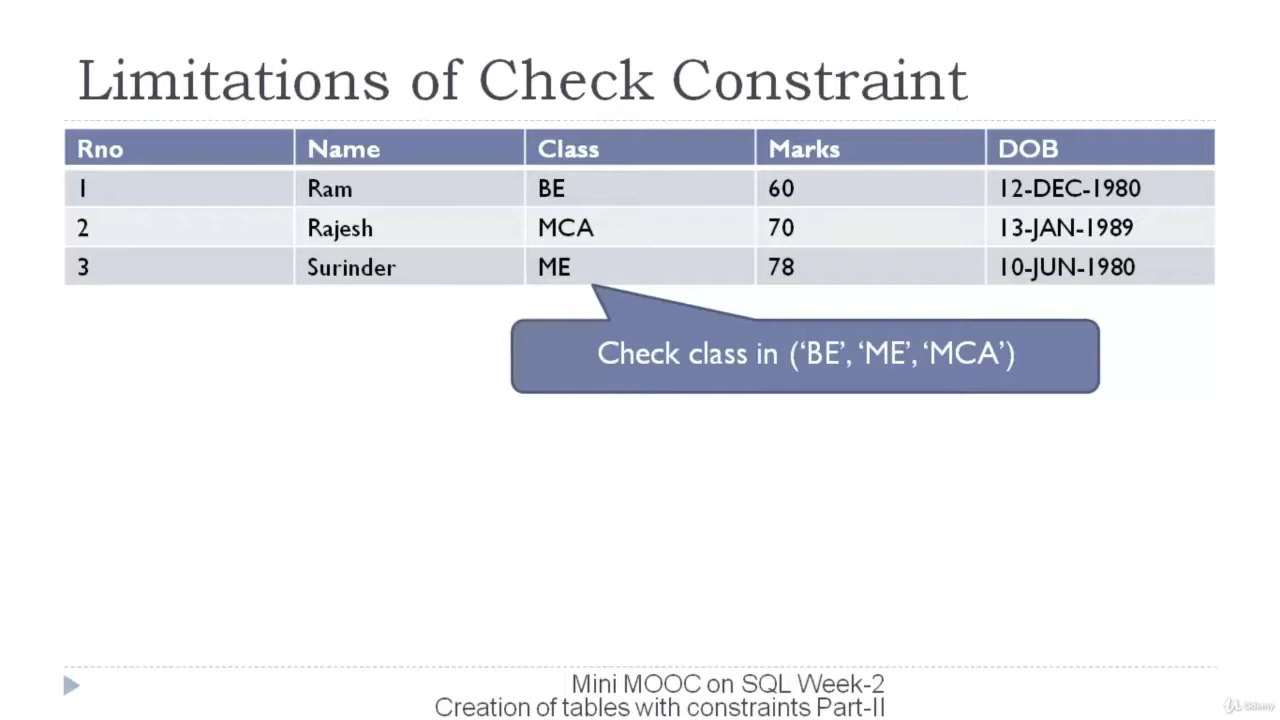 Limitations of Check Constraint
Rno Name Class Marks DOB
1 Ram BE 60 12-DEC-1980
2 Rajesh MCA 70 13-JAN-1989
3 Surinder ME 78 10-JUN-1980
Check class in (‘BE’, ‘ME’, ‘MCA’)
Mini MOOC on SQL Week-2
Creation of tables with constraints Part-II
Udemy